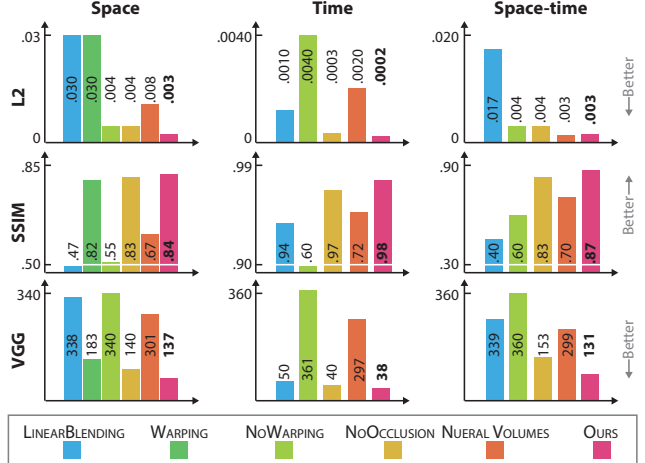 Space Time Space-time
L2 .03 0 .030 .030 .004 .004 .008 .003
.0040 0 .0010 .0040 .0003 .0020 .0002
.020 0 .017 .004 .004 .003 .003
←Better
SSIM .85 .50 .47 .82 .55 .83 .67 .84
.99 .90 .94 .60 .97 .72 .98
.90 .30 .40 .60 .83 .70 .87
Better→
VGG 340 338 183 340 140 301 137
360 50 361 40 297 38
360 339 360 153 299 131
←Better
LINEARBLENDING WARPING NOWARPING NOOCCLUSION NUERAL VOLUMES OURS